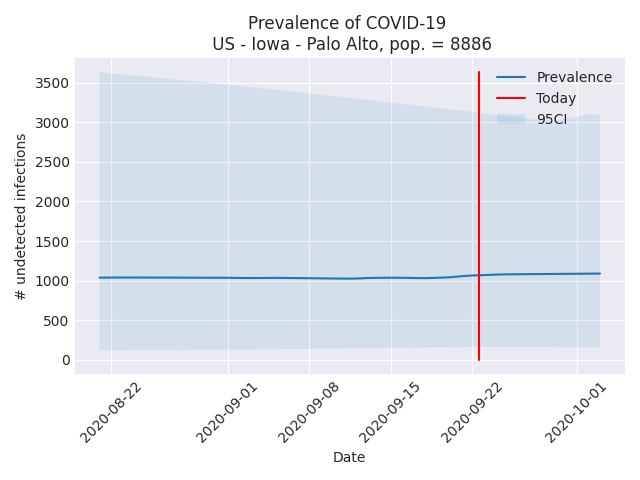 Prevalence of COVID-19
US - Iowa - Palo Alto, pop. = 8886
# undetected infections
3500
3000
2500
2000
1500
1000
500
0
Prevalence
Today
95CI
2020-08-22
2020-09-01
2020-09-08
2020-09-15
2020-09-22
2020-10-01
Date